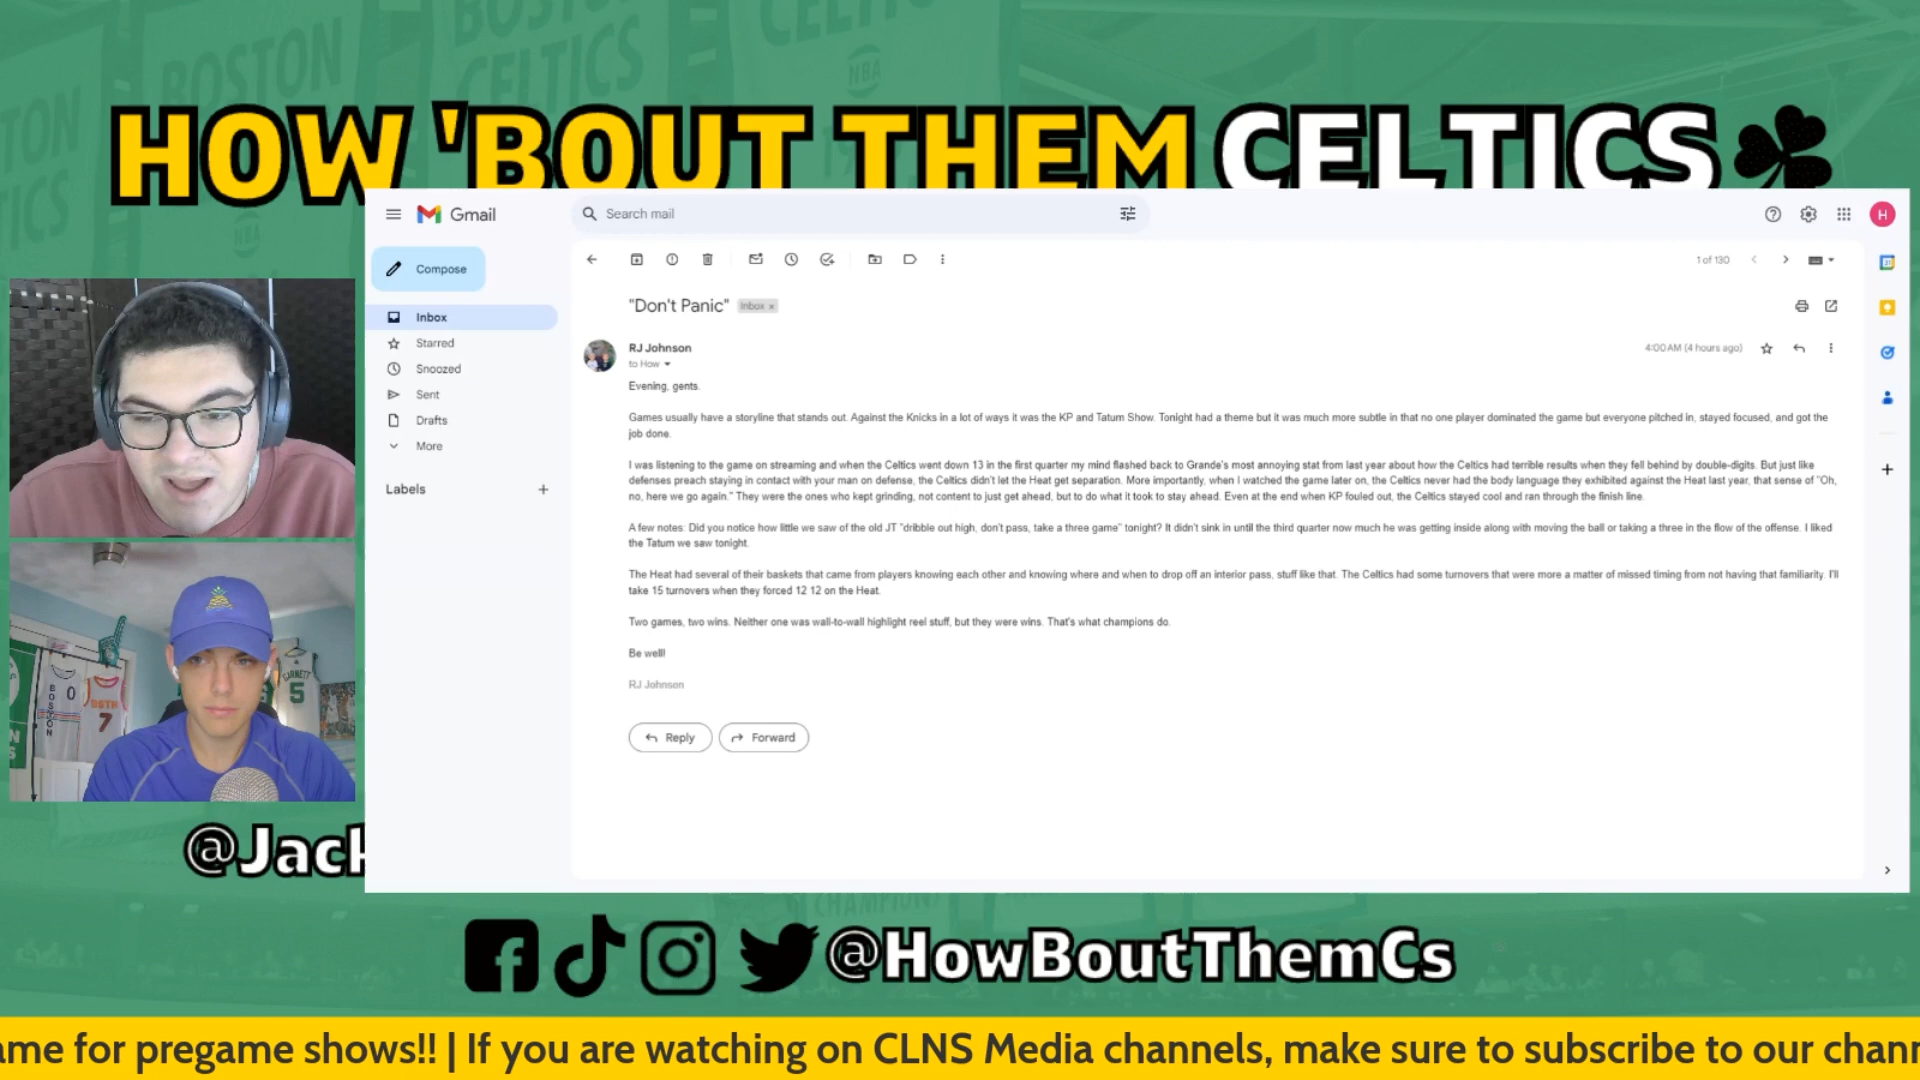 BOSTON
BOSTON
CELTICS
CELTICS
NBA
HOW 'BOUT THEM CELTICS
Gmail
Search mail
H
Compose
1 of 130
Inbox
Starred
Snoozed
Sent
Drafts
More
Labels
"Don't Panic"
Inbox x
RJ Johnson
4:00AM (4 hours ago)
to How
Evening, gents.
Games usually have a storyline that stands out. Against the Knicks in a lot of ways it was the KP and Tatum Show. Tonight had a theme but it was much more subtle in that no one player dominated the game but everyone pitched in, stayed focused, and got the
job done.
I was listening to the game on streaming and when the Celtics went down 13 in the first quarter my mind flashed back to Grande's most annoying stat from last year about how the Celtics had terrible results when they fell behind by double-digits. But just like
defenses preach staying in contact with your man on defense, the Celtics didn't let the Heat get separation. More importantly, when I watched the game later on, the Celtics never had the body language they exhibited against the Heat last year, that sense of "Oh,
no, here we go again." They were the ones who kept grinding, not content to just get ahead, but to do what it took to stay ahead. Even at the end when KP fouled out, the Celtics stayed cool and ran through the finish line.
A few notes: Did you notice how little we saw of the old JT "dribble out high, don't pass, take a three game" tonight? It didn't sink in until the third quarter now much he was getting inside along with moving the ball or taking a three in the flow of the offense. I liked
the Tatum we saw tonight.
The Heat had several of their baskets that came from players knowing each other and knowing where and when to drop off an interior pass, stuff like that. The Celtics had some turnovers that were more a matter of missed timing from not having that familiarity. I'll
take 15 turnovers when they forced 12 12 on the Heat.
Two games, two wins. Neither one was wall-to-wall highlight reel stuff, but they were wins. That's what champions do.
Be well!
RJ Johnson
Reply
Forward
BOSTON
0
7
GARNETT
5
@Jack
@HowBoutThemCs
ame for pregame shows!! | If you are watching on CLNS Media channels, make sure to subscribe to our chann